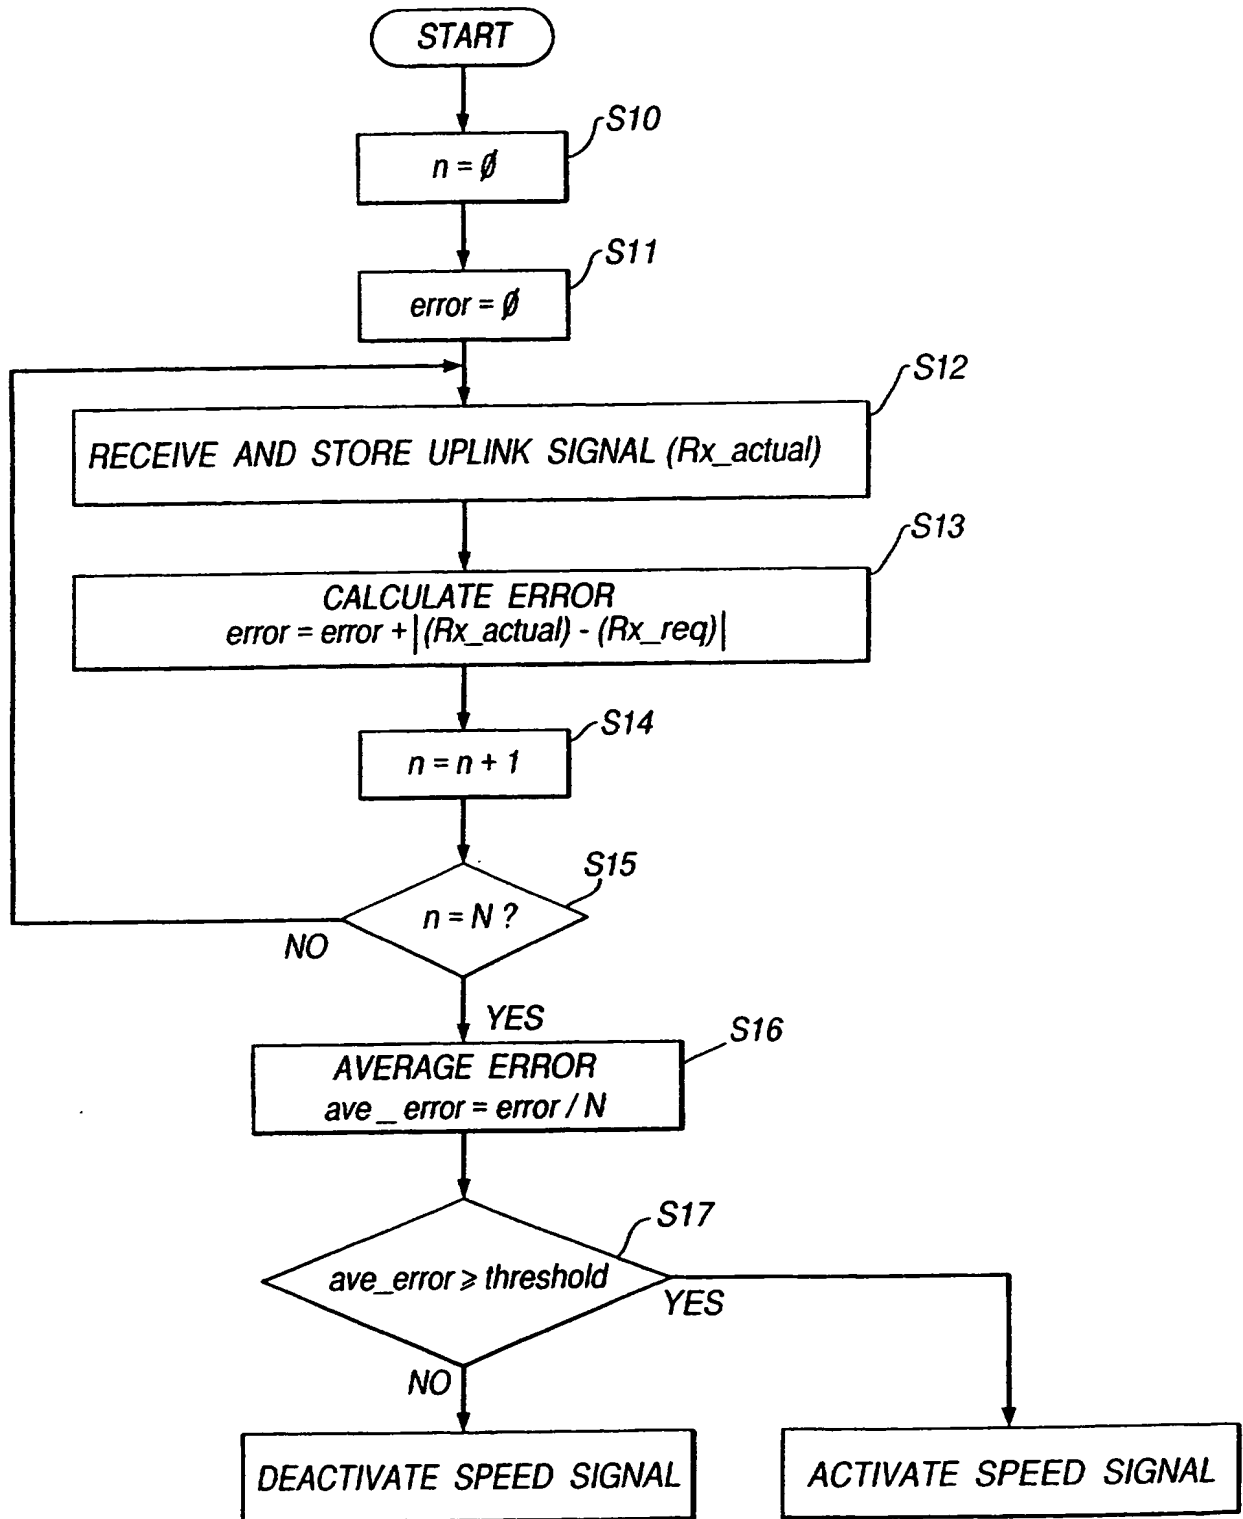 START
S10
n = ∅
S11
error = ∅
S12
RECEIVE AND STORE UPLINK SIGNAL (Rx_actual)
S13
CALCULATE ERROR
error = error + |(Rx_actual) - (Rx_req)|
S14
n = n + 1
S15
n = N ?
NO
YES
S16
AVERAGE ERROR
ave _ error = error / N
S17
ave_error ⩾ threshold
YES
NO
DEACTIVATE SPEED SIGNAL
ACTIVATE SPEED SIGNAL